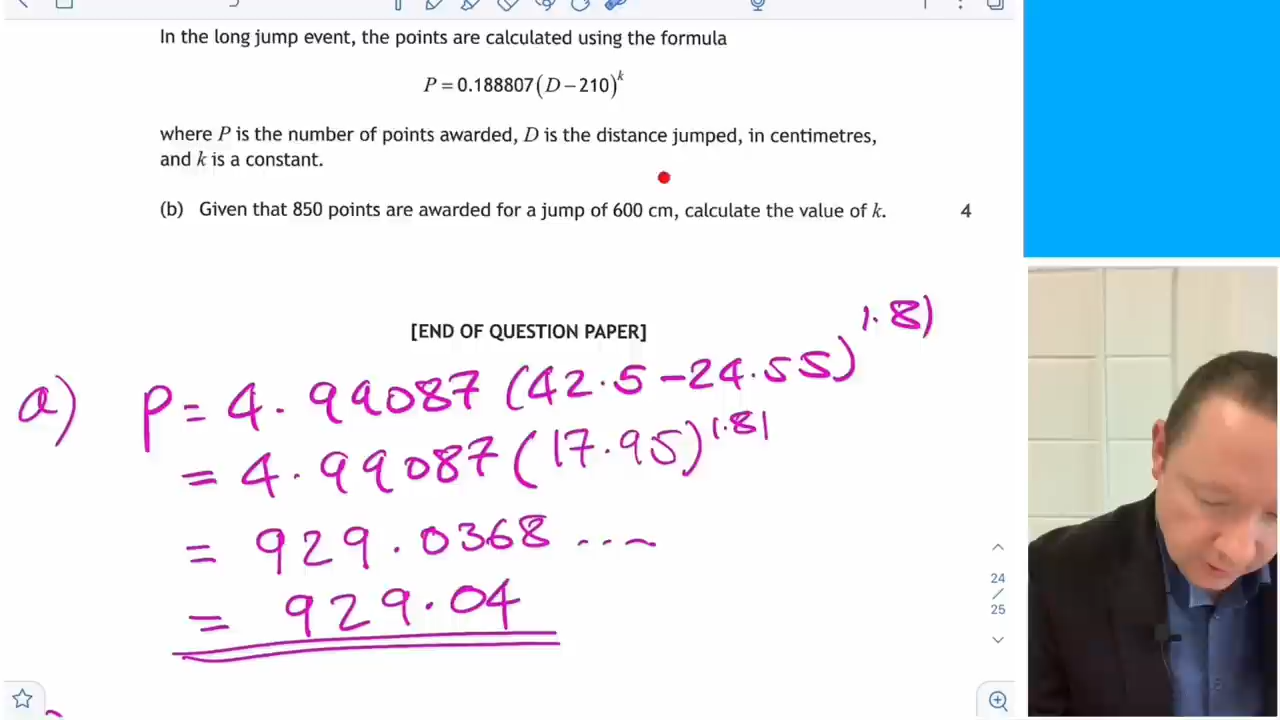 In the long jump event, the points are calculated using the formula
P = 0.188807(D − 210)^k
where P is the number of points awarded, D is the distance jumped, in centimetres,
and k is a constant.
(b) Given that 850 points are awarded for a jump of 600 cm, calculate the value of k. 4
[END OF QUESTION PAPER]
a) P = 4.99087 (42.5 − 24.55)^1.81
= 4.99087 (17.95)^1.81
= 929.0368 ...
= 929.04
24
/
25